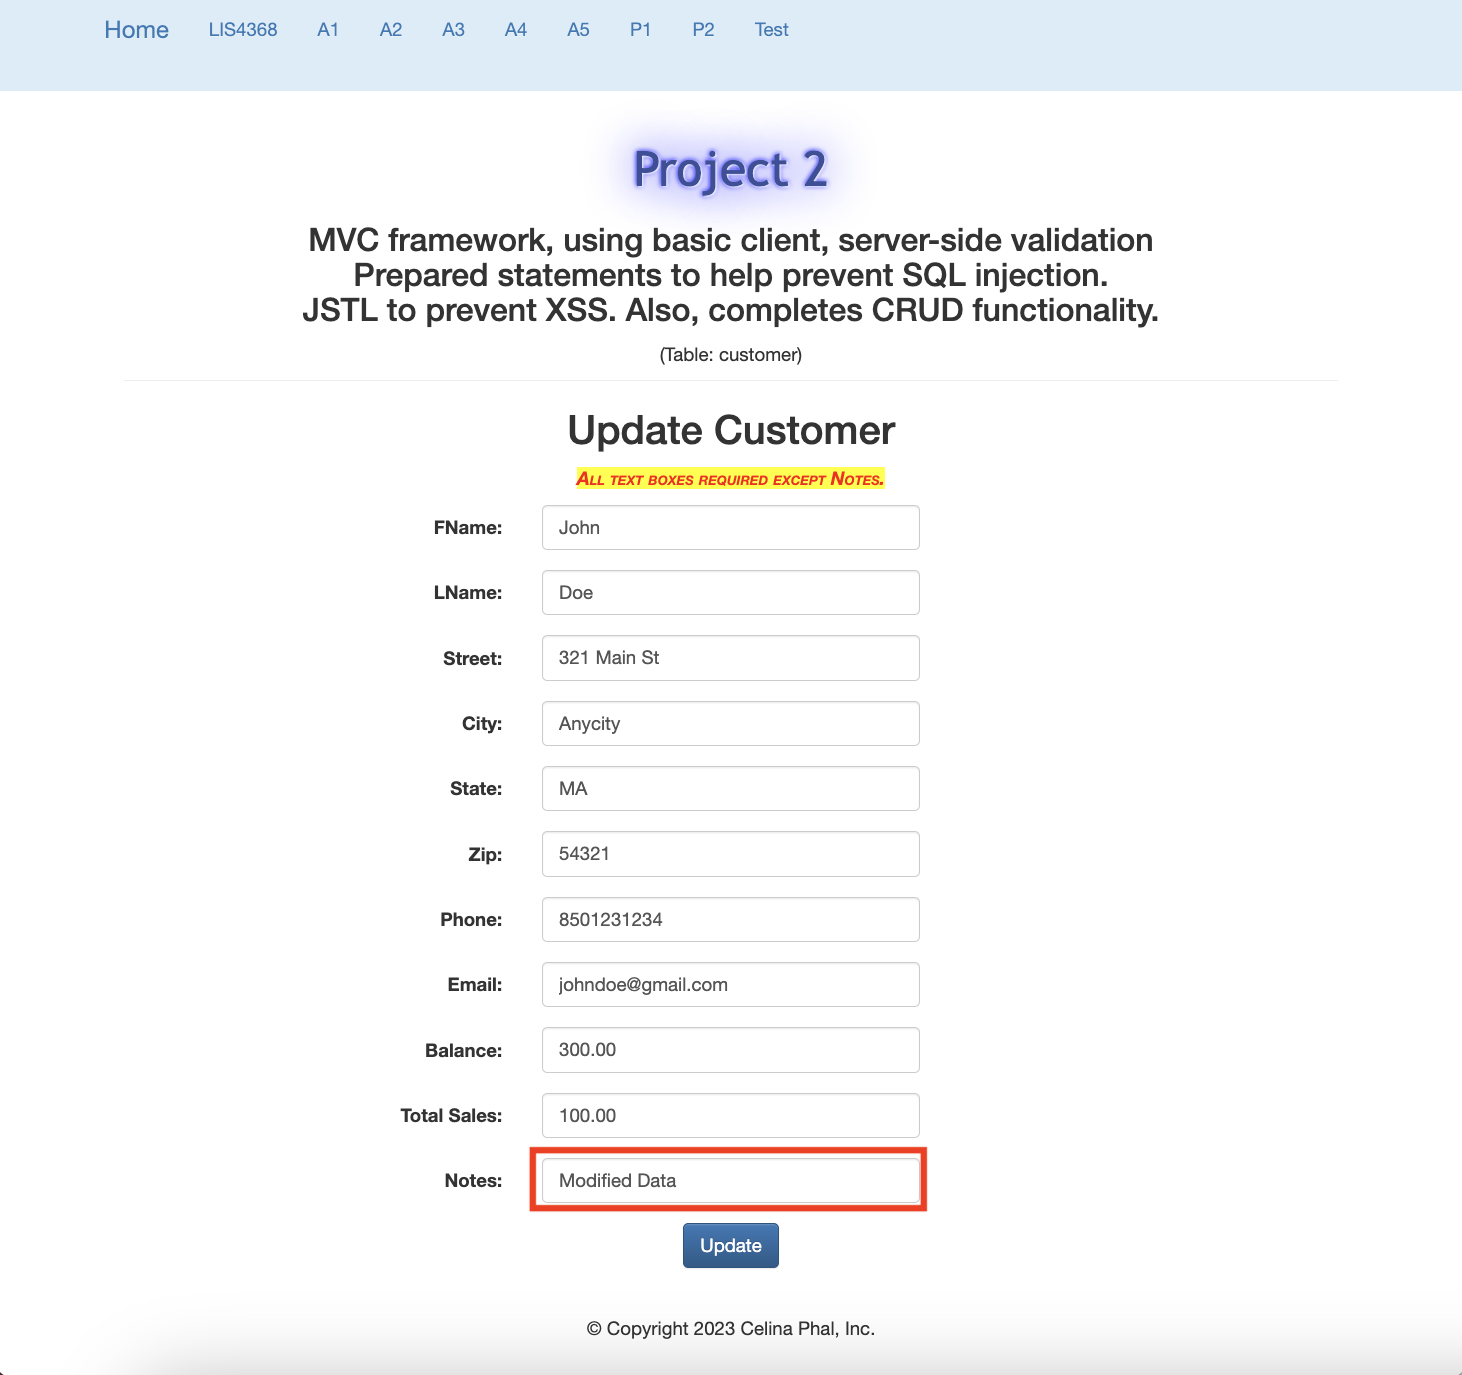 Home LIS4368 A1 A2 A3 A4 A5 P1 P2 Test
Project 2
MVC framework, using basic client, server-side validation
Prepared statements to help prevent SQL injection.
JSTL to prevent XSS. Also, completes CRUD functionality.
(Table: customer)
Update Customer
All text boxes required except Notes.
FName: John
LName: Doe
Street: 321 Main St
City: Anycity
State: MA
Zip: 54321
Phone: 8501231234
Email: johndoe@gmail.com
Balance: 300.00
Total Sales: 100.00
Notes: Modified Data
Update
© Copyright 2023 Celina Phal, Inc.